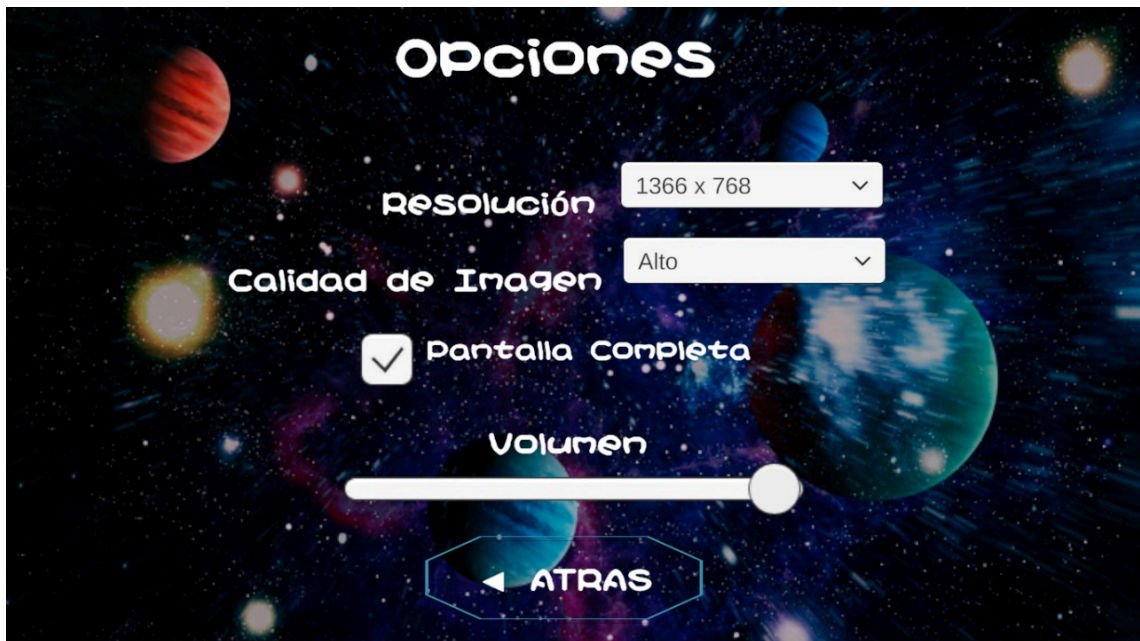 Opciones
Resolución 1366 x 768
Calidad de Imagen Alto
Pantalla Completa
Volumen
ATRAS